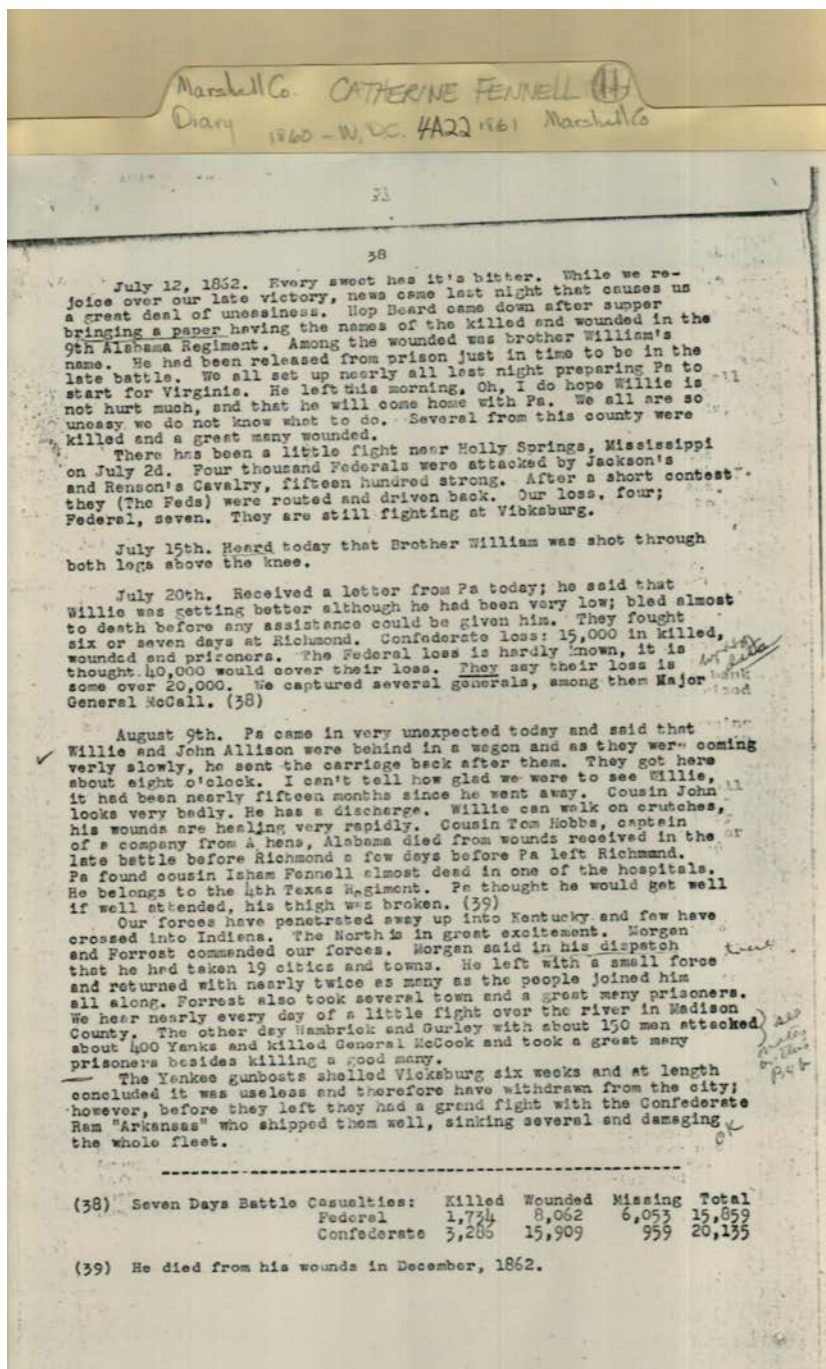 Marshall Co. CATHERINE FENNELL
Diary 1860 - W, DC. 4A22 1861 Marshall Co
33
38
July 12, 1862. Every sweet has it's bitter. While we re-
joice over our late victory, news came last night that causes us
a great deal of uneasiness. Hop Beard came down after supper
bringing a paper having the names of the killed and wounded in the
9th Alabama Regiment. Among the wounded was brother William's
name. He had been released from prison just in time to be in the
late battle. We all set up nearly all last night preparing Pa to
start for Virginia. He left this morning, Oh, I do hope Willie is
not hurt much, and that he will come home with Pa. We all are so
uneasy we do not know what to do. Several from this county were
killed and a great many wounded.
There has been a little fight near Holly Springs, Mississippi
on July 2d. Four thousand Federals were attacked by Jackson's
and Renson's Cavalry, fifteen hundred strong. After a short contest
they (The Feds) were routed and driven back. Our loss, four;
Federal, seven. They are still fighting at Vibksburg.
July 15th. Heard today that Brother William was shot through
both legs above the knee.
July 20th. Received a letter from Pa today; he said that
Willie was getting better although he had been very low; bled almost
to death before any assistance could be given him. They fought
six or seven days at Richmond. Confederate loss: 15,000 in killed,
wounded and prisoners. The Federal loss is hardly known, it is
thought 40,000 would cover their loss. They say their loss is
some over 20,000. We captured several generals, among them Major
General McCall. (38)
August 9th. Pa came in very unexpected today and said that
Willie and John Allison were behind in a wagon and as they were coming
verly slowly, he sent the carriage back after them. They got here
about eight o'clock. I can't tell how glad we were to see Willie,
it had been nearly fifteen months since he went away. Cousin John
looks very badly. He has a discharge. Willie can walk on crutches,
his wounds are healing very rapidly. Cousin Tom Hobbs, captain
of a company from A hens, Alabama died from wounds received in the
late battle before Richmond a few days before Pa left Richmond.
Pa found cousin Isham Fennell almost dead in one of the hospitals.
He belongs to the 4th Texas Regiment. Pa thought he would get well
if well attended, his thigh was broken. (39)
Our forces have penetrated away up into Kentucky and few have
crossed into Indiana. The North is in great excitement. Morgan
and Forrest commanded our forces. Morgan said in his dispatch
that he had taken 19 cities and towns. He left with a small force
and returned with nearly twice as many as the people joined him
all along. Forrest also took several town and a great many prisoners.
We hear nearly every day of a little fight over the river in Madison
County. The other day Hambrick and Gurley with about 150 men attacked
about 400 Yanks and killed General McCook and took a great many
prisoners besides killing a good many.
The Yankee gunboats shelled Vicksburg six weeks and at length
concluded it was useless and therefore have withdrawn from the city;
however, before they left they had a grand fight with the Confederate
Ram "Arkansas" who shipped them well, sinking several and damaging
the whole fleet.
OK
(38) Seven Days Battle Casualties: Killed Wounded Missing Total
Federal 1,734 8,062 6,053 15,859
Confederate 3,286 15,909 959 20,135
(39) He died from his wounds in December, 1862.